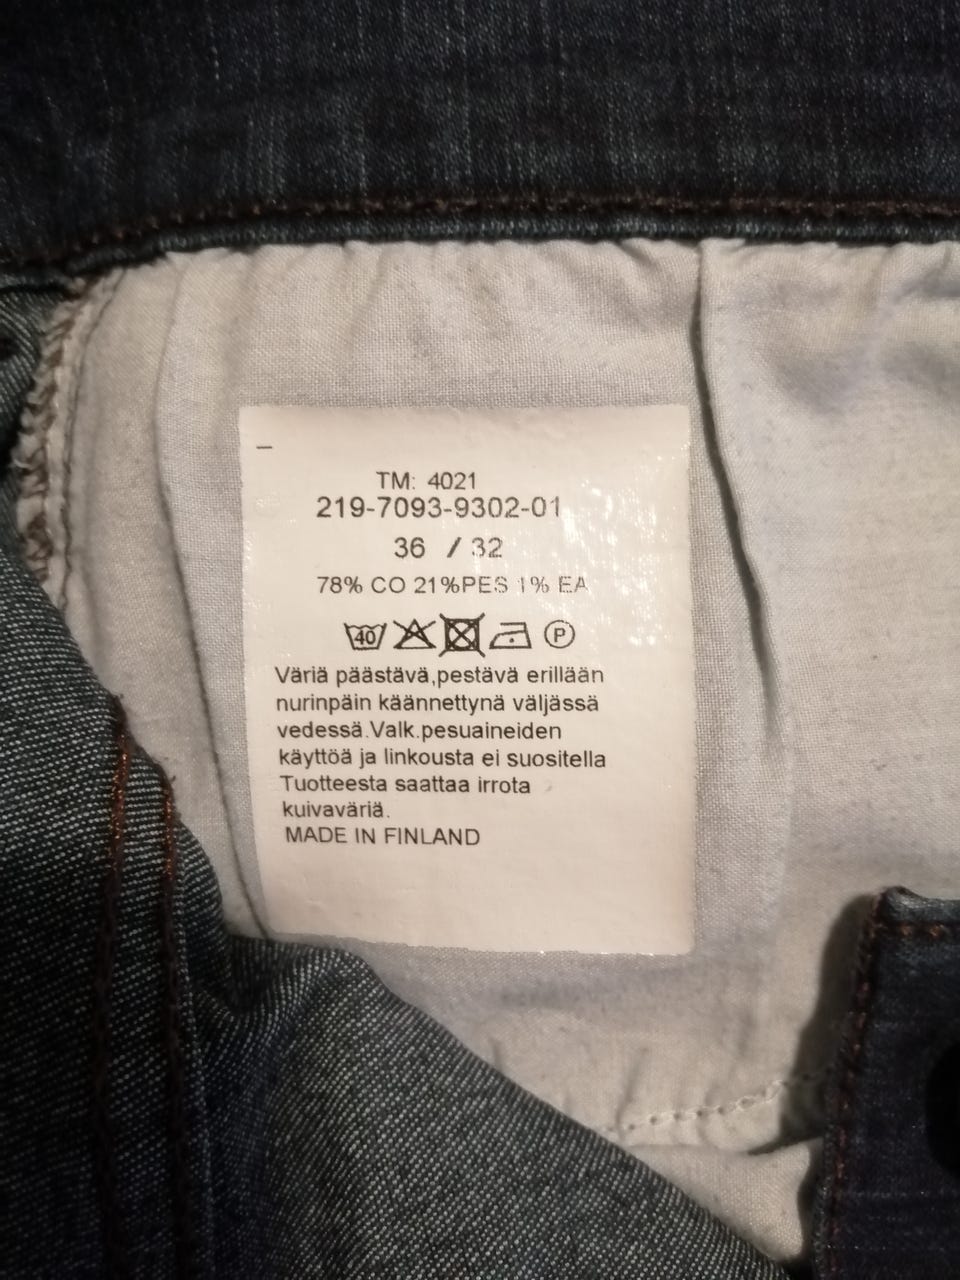 TM: 4021
219-7093-9302-01
36 / 32
78% CO 21%PES 1% EA
40 P
Väriä päästävä,pestävä erillään
nurinpäin käännettynä väljässä
vedessä.Valk.pesuaineiden
käyttöä ja linkousta ei suositella
Tuotteesta saattaa irrota
kuivaväriä.
MADE IN FINLAND